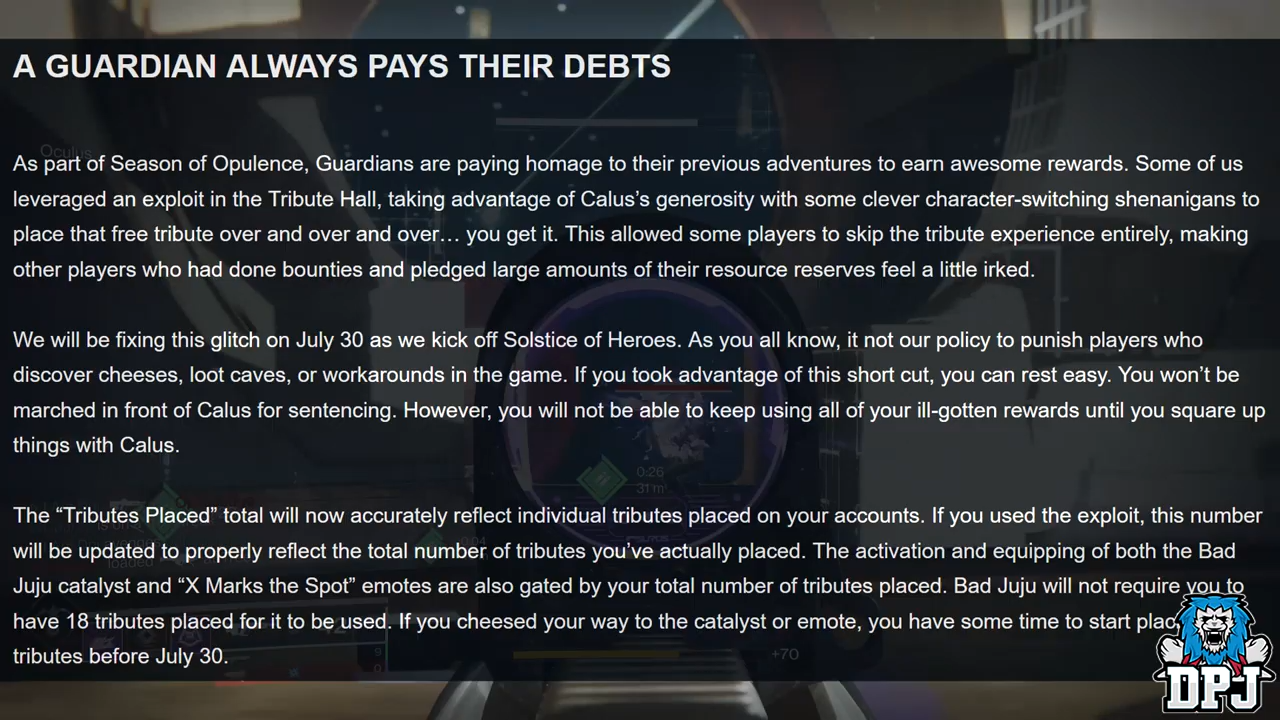 A GUARDIAN ALWAYS PAYS THEIR DEBTS
Oculus
As part of Season of Opulence, Guardians are paying homage to their previous adventures to earn awesome rewards. Some of us
leveraged an exploit in the Tribute Hall, taking advantage of Calus's generosity with some clever character-switching shenanigans to
place that free tribute over and over and over… you get it. This allowed some players to skip the tribute experience entirely, making
other players who had done bounties and pledged large amounts of their resource reserves feel a little irked.
We will be fixing this glitch on July 30 as we kick off Solstice of Heroes. As you all know, it not our policy to punish players who
discover cheeses, loot caves, or workarounds in the game. If you took advantage of this short cut, you can rest easy. You won't be
marched in front of Calus for sentencing. However, you will not be able to keep using all of your ill-gotten rewards until you square up
things with Calus.
0:26
31m
The “Tributes Placed” total will now accurately reflect individual tributes placed on your accounts. If you used the exploit, this number
will be updated to properly reflect the total number of tributes you've actually placed. The activation and equipping of both the Bad
Juju catalyst and “X Marks the Spot” emotes are also gated by your total number of tributes placed. Bad Juju will not require you to
have 18 tributes placed for it to be used. If you cheesed your way to the catalyst or emote, you have some time to start
tributes before July 30.
+70
DPJ